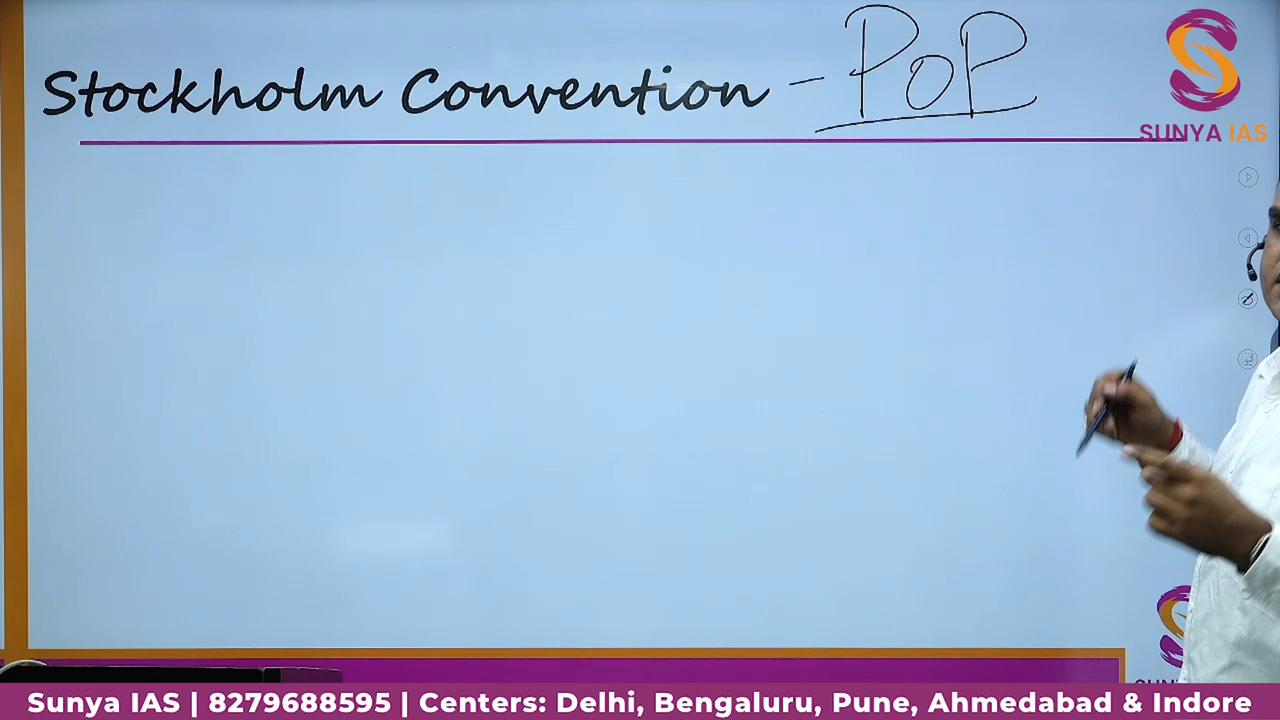 Stockholm Convention - POP
SUNYA IAS
Sunya IAS | 8279688595 | Centers: Delhi, Bengaluru, Pune, Ahmedabad & Indore